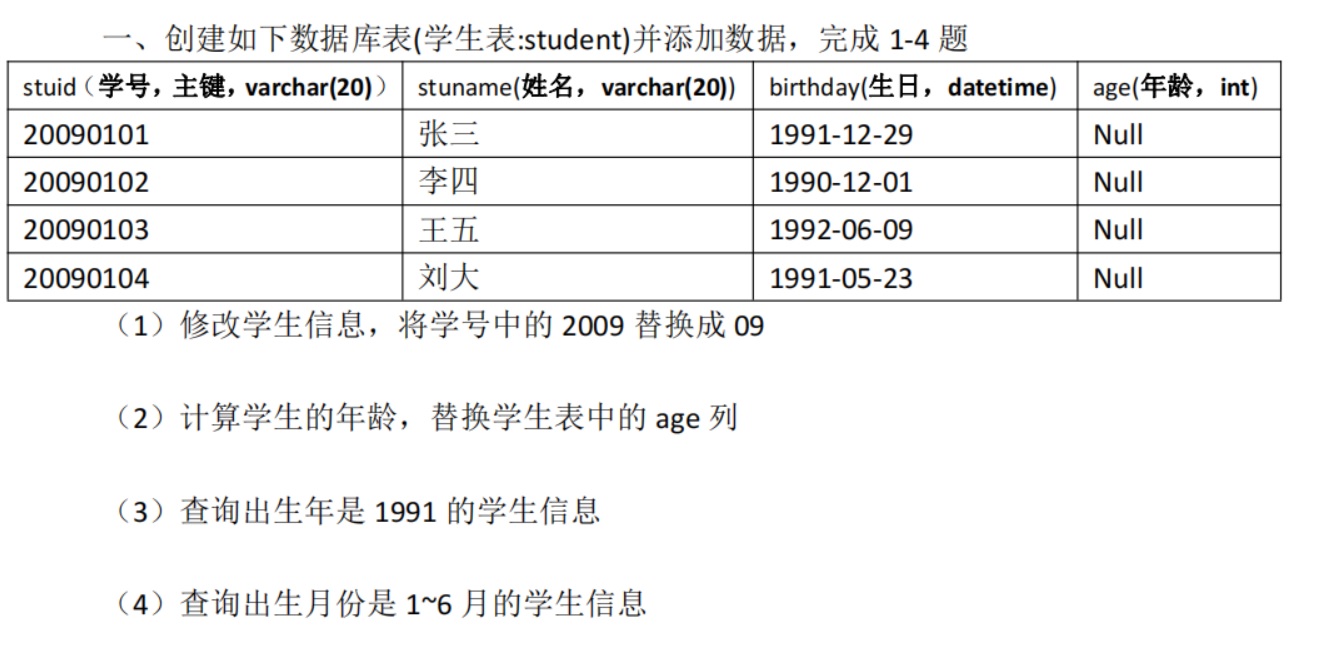 一、创建如下数据库表(学生表:student)并添加数据，完成 1-4 题
stuid（学号，主键，varchar(20)） stuname(姓名，varchar(20)) birthday(生日，datetime) age(年龄，int)
20090101 张三 1991-12-29 Null
20090102 李四 1990-12-01 Null
20090103 王五 1992-06-09 Null
20090104 刘大 1991-05-23 Null
（1）修改学生信息，将学号中的 2009 替换成 09
（2）计算学生的年龄，替换学生表中的 age 列
（3）查询出生年是 1991 的学生信息
（4）查询出生月份是 1~6 月的学生信息